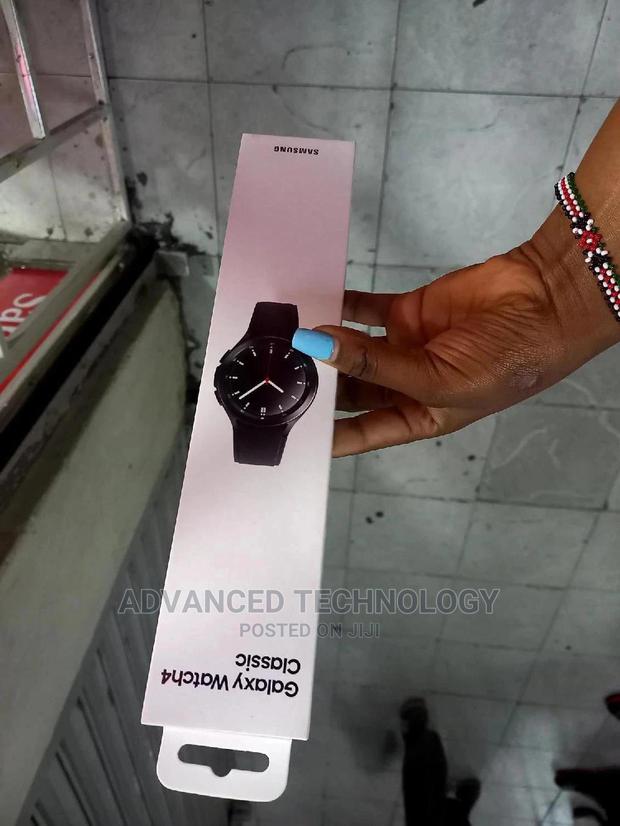 SAMSUNG
ADVANCED TECHNOLOGY
POSTED ON JIJI
Galaxy Watch4
Classic